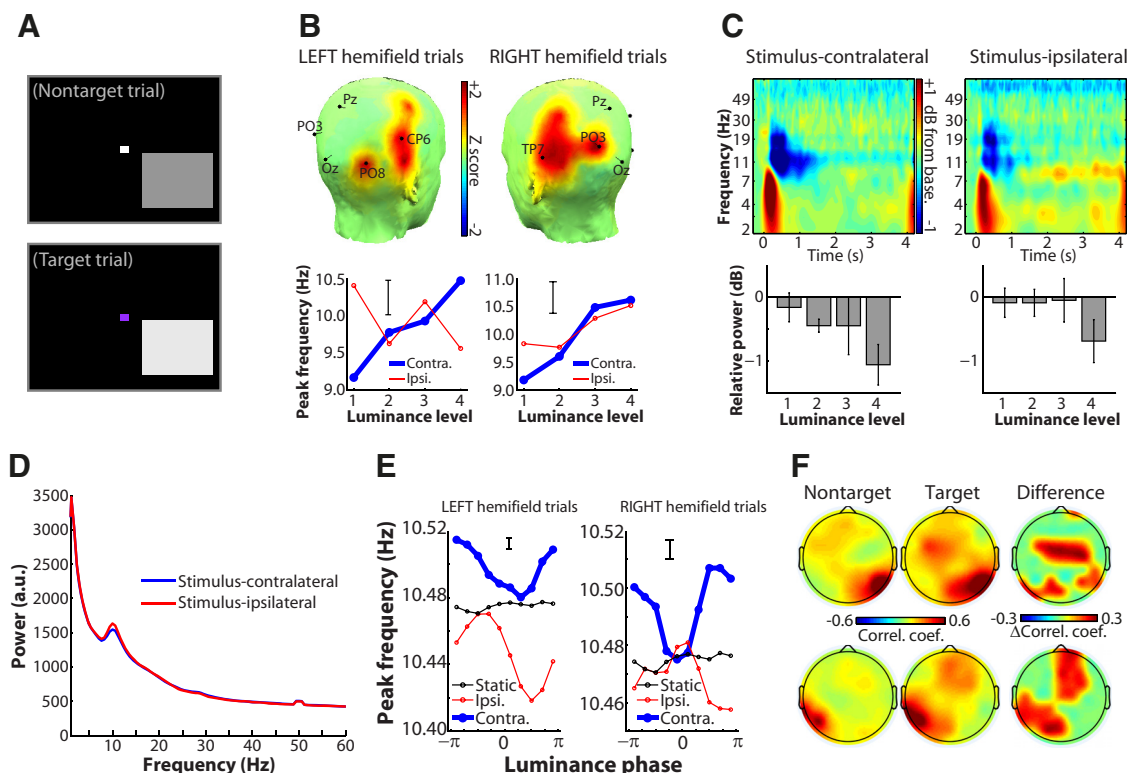 A
(Nontarget trial)
(Target trial)
B
LEFT hemifield trials
RIGHT hemifield trials
Pz
PO3
CP6
Oz
PO8
+2
Z score
-2
Pz
PO3
TP7
Oz
Peak frequency (Hz)
10.5
10.0
9.5
9.0
Contra.
Ipsi.
1 2 3 4
Luminance level
11.0
10.5
10.0
9.5
9.0
Contra.
Ipsi.
1 2 3 4
Luminance level
C
Stimulus-contralateral
Stimulus-ipsilateral
Frequency (Hz)
49
19
11
7
4
2
0 1 2 3 4
Time (s)
+1
dB from base.
-1
49
19
11
7
4
2
0 1 2 3 4
Time (s)
Relative power (dB)
0
−1
1 2 3 4
Luminance level
0
−1
1 2 3 4
Luminance level
D
Power (a.u.)
3500
3000
2500
2000
1500
1000
500
0
Stimulus-contralateral
Stimulus-ipsilateral
10 20 30 40 50 60
Frequency (Hz)
E
LEFT hemifield trials
RIGHT hemifield trials
Peak frequency (Hz)
10.52
10.48
10.44
10.40
Static
Ipsi.
Contra.
-π 0 π
10.52
10.50
10.48
10.46
Static
Ipsi.
Contra.
-π 0 π
Luminance phase
F
Nontarget
Target
Difference
-0.6 0.6
Correl. coef.
-0.3 0.3
ΔCorrel. coef.